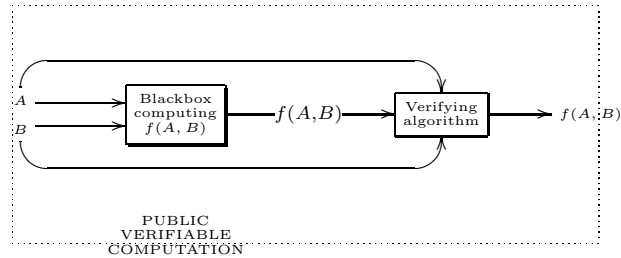 A
B
Blackbox
computing
f(A, B)
f(A,B)
Verifying
algorithm
f(A, B)
PUBLIC
VERIFIABLE
COMPUTATION